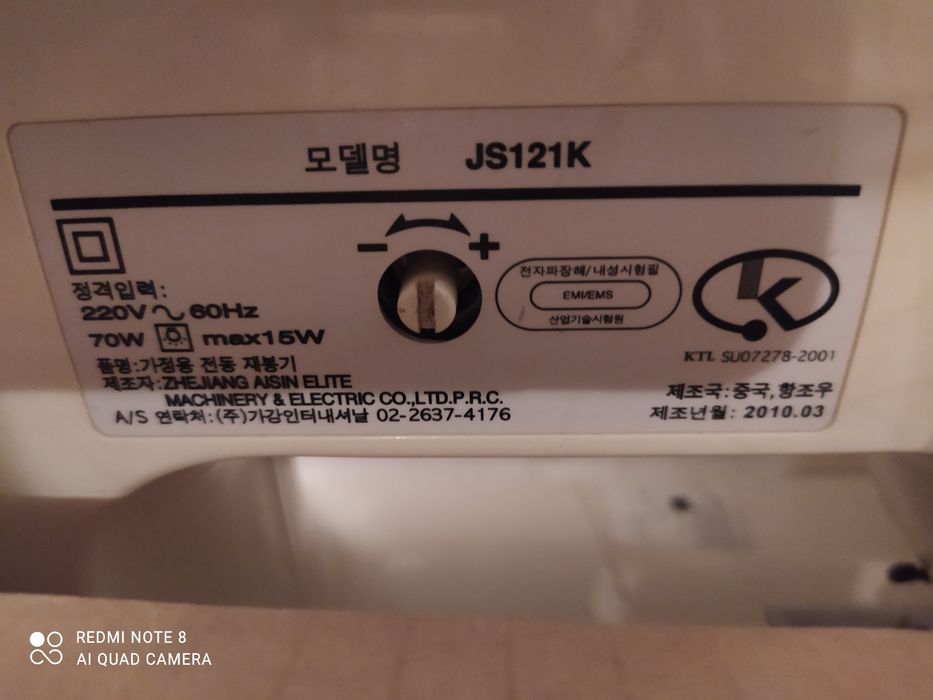 모델명 JS121K
- +
정격입력:
220V ~ 60Hz
70W max15W
품명:가정용 전동 재봉기
제조자:ZHEJIANG AISIN ELITE
MACHINERY & ELECTRIC CO.,LTD.P.R.C.
A/S 연락처:(주)가강인터내셔날 02-2637-4176
전자파장해/내성시험필
EMI/EMS
산업기술시험원
K
KTL SU07278-2001
제조국:중국,항조우
제조년월: 2010.03
REDMI NOTE 8
AI QUAD CAMERA